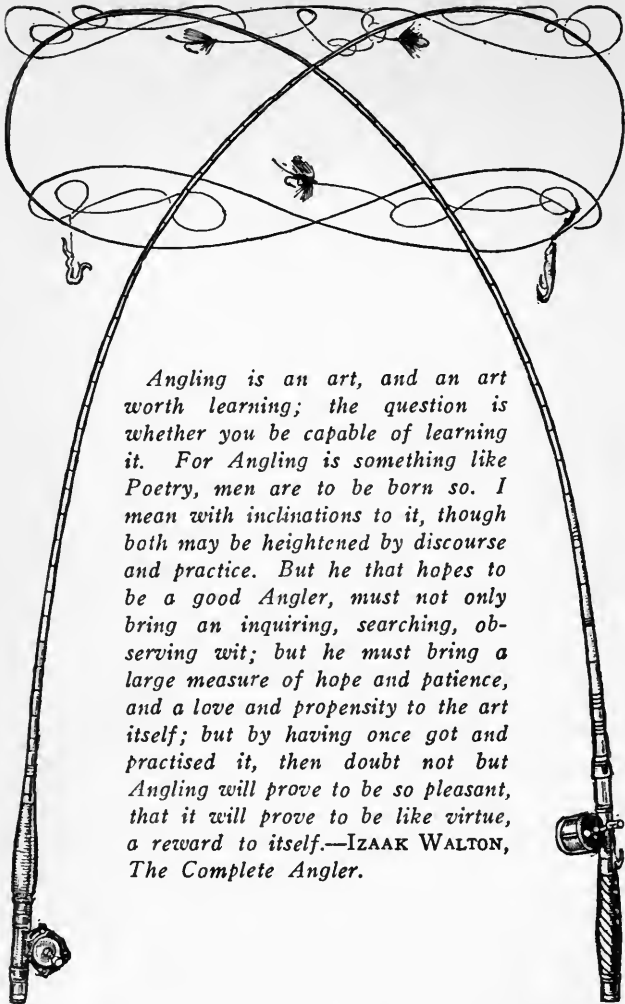 Angling is an art, and an art
worth learning; the question is
whether you be capable of learning
it. For Angling is something like
Poetry, men are to be born so. I
mean with inclinations to it, though
both may be heightened by discourse
and practice. But he that hopes to
be a good Angler, must not only
bring an inquiring, searching, ob-
serving wit; but he must bring a
large measure of hope and patience,
and a love and propensity to the art
itself; but by having once got and
practised it, then doubt not but
Angling will prove to be so pleasant,
that it will prove to be like virtue,
a reward to itself.—IZAAK WALTON,
The Complete Angler.